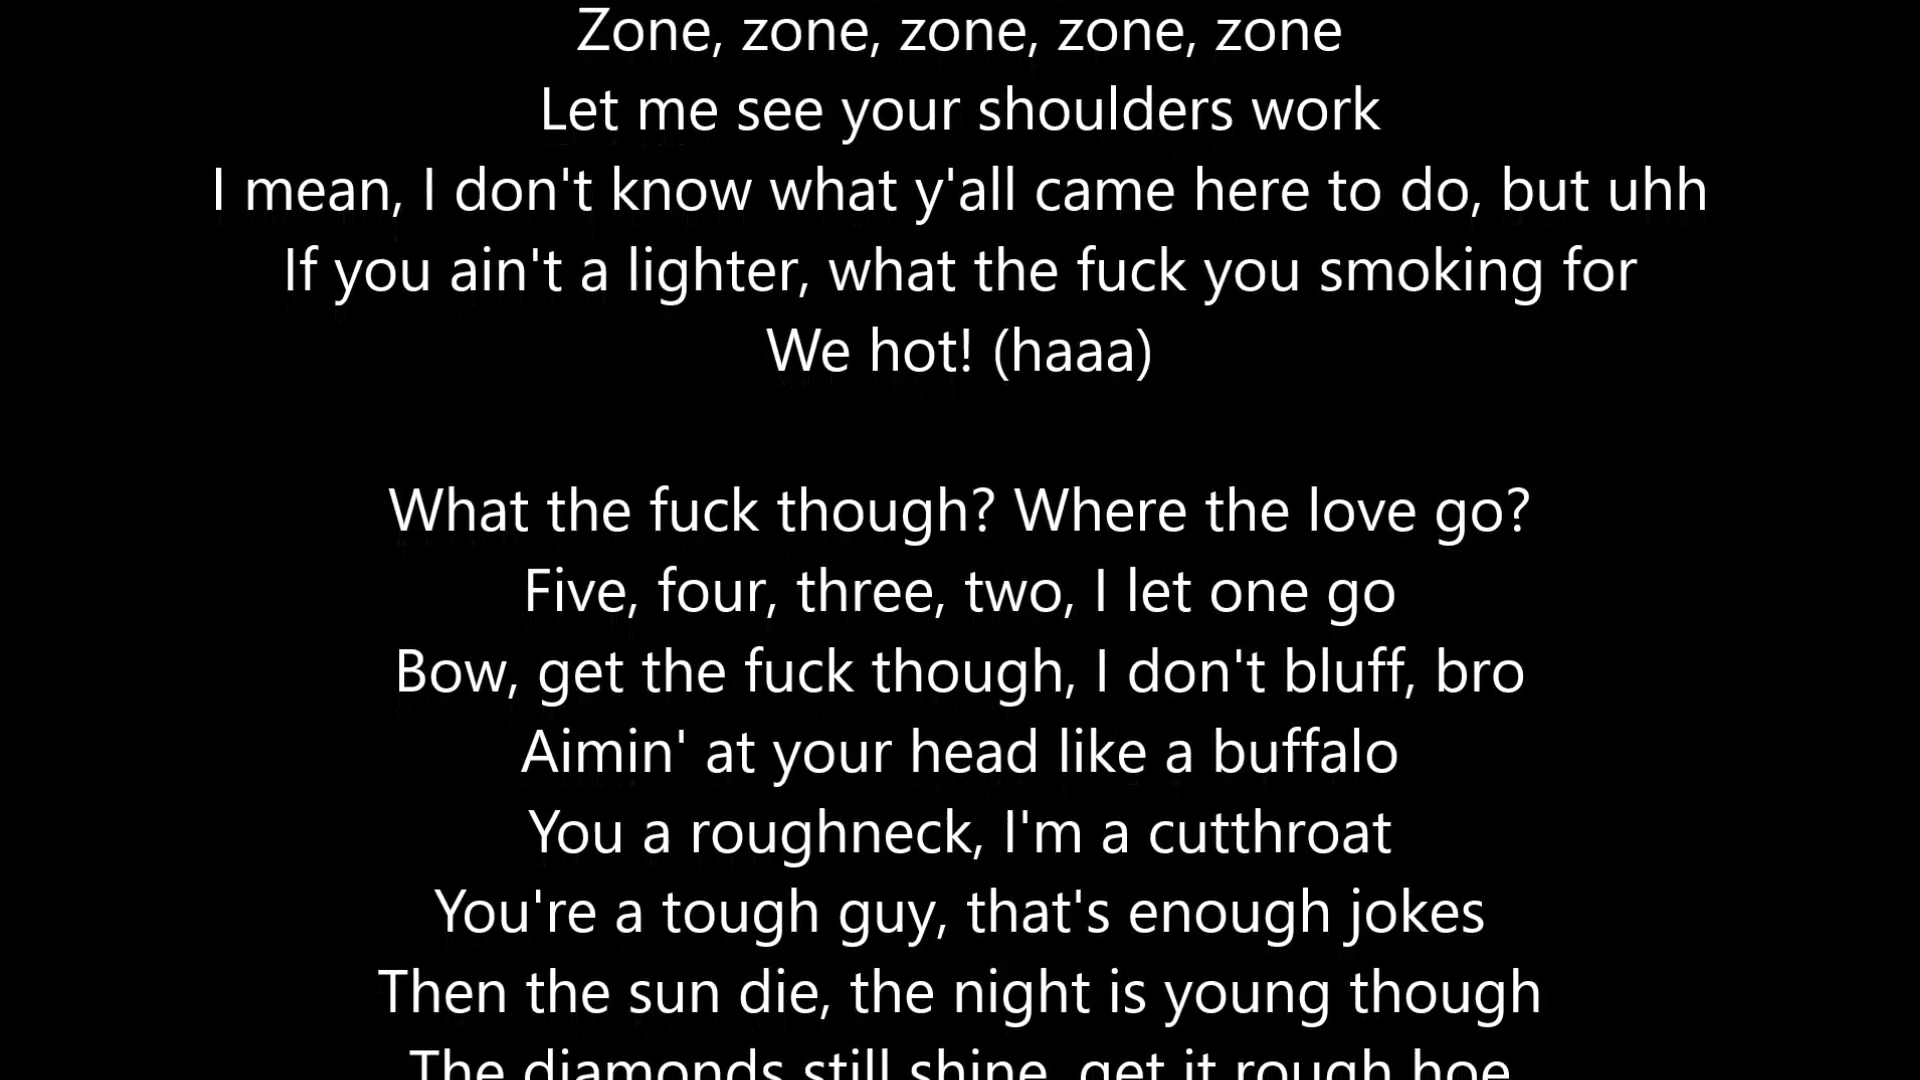 Zone, zone, zone, zone, zone
Let me see your shoulders work
I mean, I don't know what y'all came here to do, but uhh
If you ain't a lighter, what the fuck you smoking for
We hot! (haaa)
What the fuck though? Where the love go?
Five, four, three, two, I let one go
Bow, get the fuck though, I don't bluff, bro
Aimin' at your head like a buffalo
You a roughneck, I'm a cutthroat
You're a tough guy, that's enough jokes
Then the sun die, the night is young though
The diamonds still shine, get it rough hoe